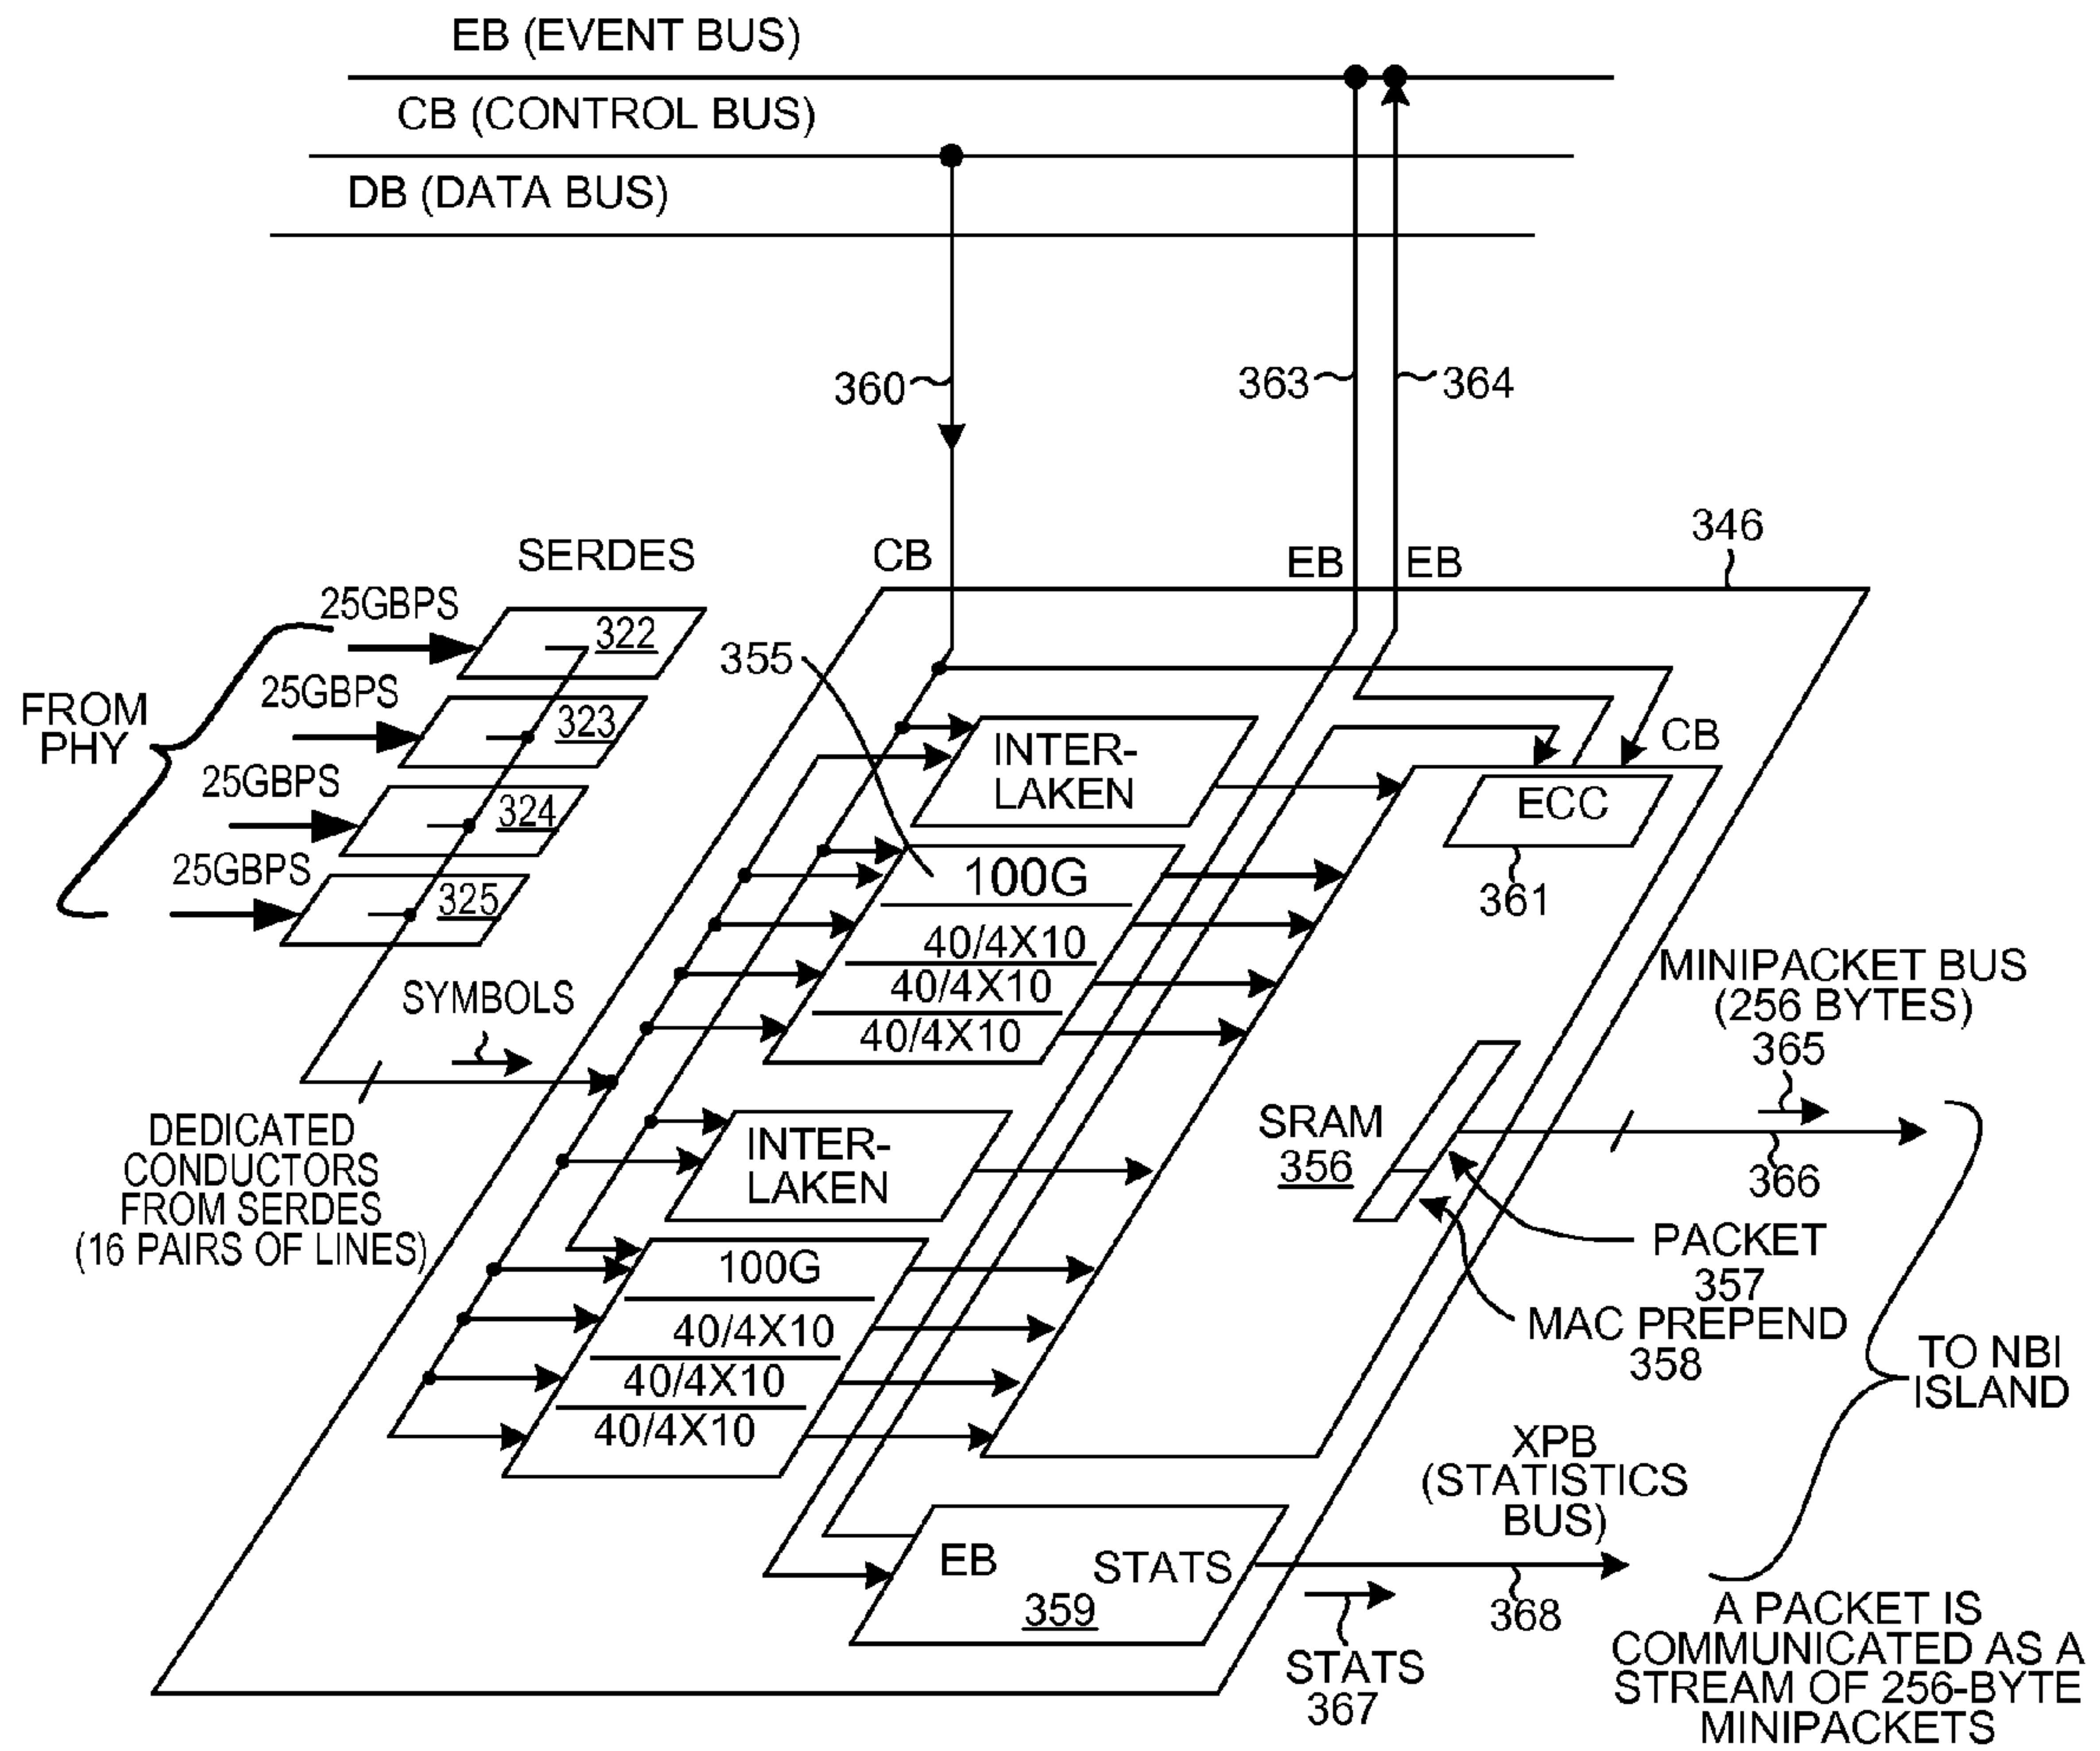 EB (EVENT BUS)
CB (CONTROL BUS)
DB (DATA BUS)
360
363
364
346
SERDES
CB
EB
EB
25GBPS
322
355
25GBPS
323
FROM
PHY
CB
INTER-
LAKEN
25GBPS
324
ECC
25GBPS
325
361
100G
40/4X10
40/4X10
40/4X10
SYMBOLS
MINIPACKET BUS
(256 BYTES)
365
DEDICATED
CONDUCTORS
FROM SERDES
(16 PAIRS OF LINES)
INTER-
LAKEN
SRAM
356
366
PACKET
357
MAC PREPEND
358
100G
40/4X10
40/4X10
40/4X10
TO NBI
ISLAND
XPB
(STATISTICS
BUS)
EB
STATS
359
368
STATS
367
A PACKET IS
COMMUNICATED AS A
STREAM OF 256-BYTE
MINIPACKETS